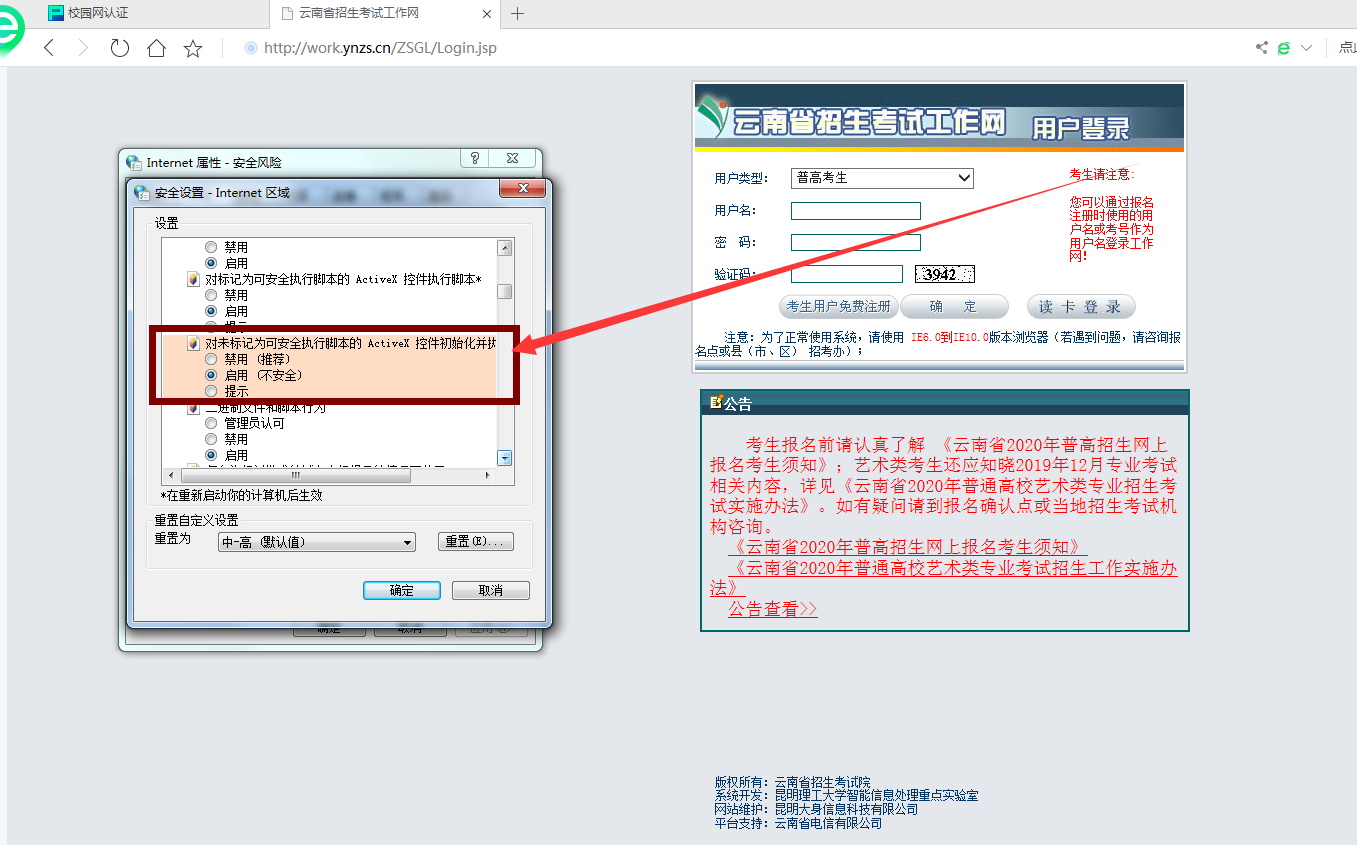 校园网认证
云南省招生考试工作网
http://work.ynzs.cn/ZSGL/Login.jsp
Internet 属性 - 安全风险
安全设置 - Internet 区域
设置
禁用
启用
对标记为可安全执行脚本的 ActiveX 控件执行脚本*
禁用
启用
提示
对未标记为可安全执行脚本的 ActiveX 控件初始化并执
禁用 (推荐)
启用 (不安全)
提示
二进制文件和脚本行为
管理员认可
禁用
启用
*在重新启动你的计算机后生效
重置自定义设置
重置为
中-高 (默认值)
重置(E)...
确定
取消
确定
取消
云南省招生考试工作网 用户登录
用户类型：
普高考生
用户名：
密 码：
验证码：
3942
考生请注意:
您可以通过报名
注册时使用的用
户名或考号作为
用户名登录工作
网!
考生用户免费注册
确 定
读 卡 登 录
注意：为了正常使用系统，请使用 IE6.0到IE10.0版本浏览器（若遇到问题，请咨询报
名点或县（市、区） 招考办）；
公告
考生报名前请认真了解 《云南省2020年普高招生网上
报名考生须知》；艺术类考生还应知晓2019年12月专业考试
相关内容，详见《云南省2020年普通高校艺术类专业招生考
试实施办法》。如有疑问请到报名确认点或当地招生考试机
构咨询。
《云南省2020年普高招生网上报名考生须知》
《云南省2020年普通高校艺术类专业考试招生工作实施办
法》
公告查看>>
版权所有：云南省招生考试院
系统开发：昆明理工大学智能信息处理重点实验室
网站维护：昆明大身信息科技有限公司
平台支持：云南省电信有限公司